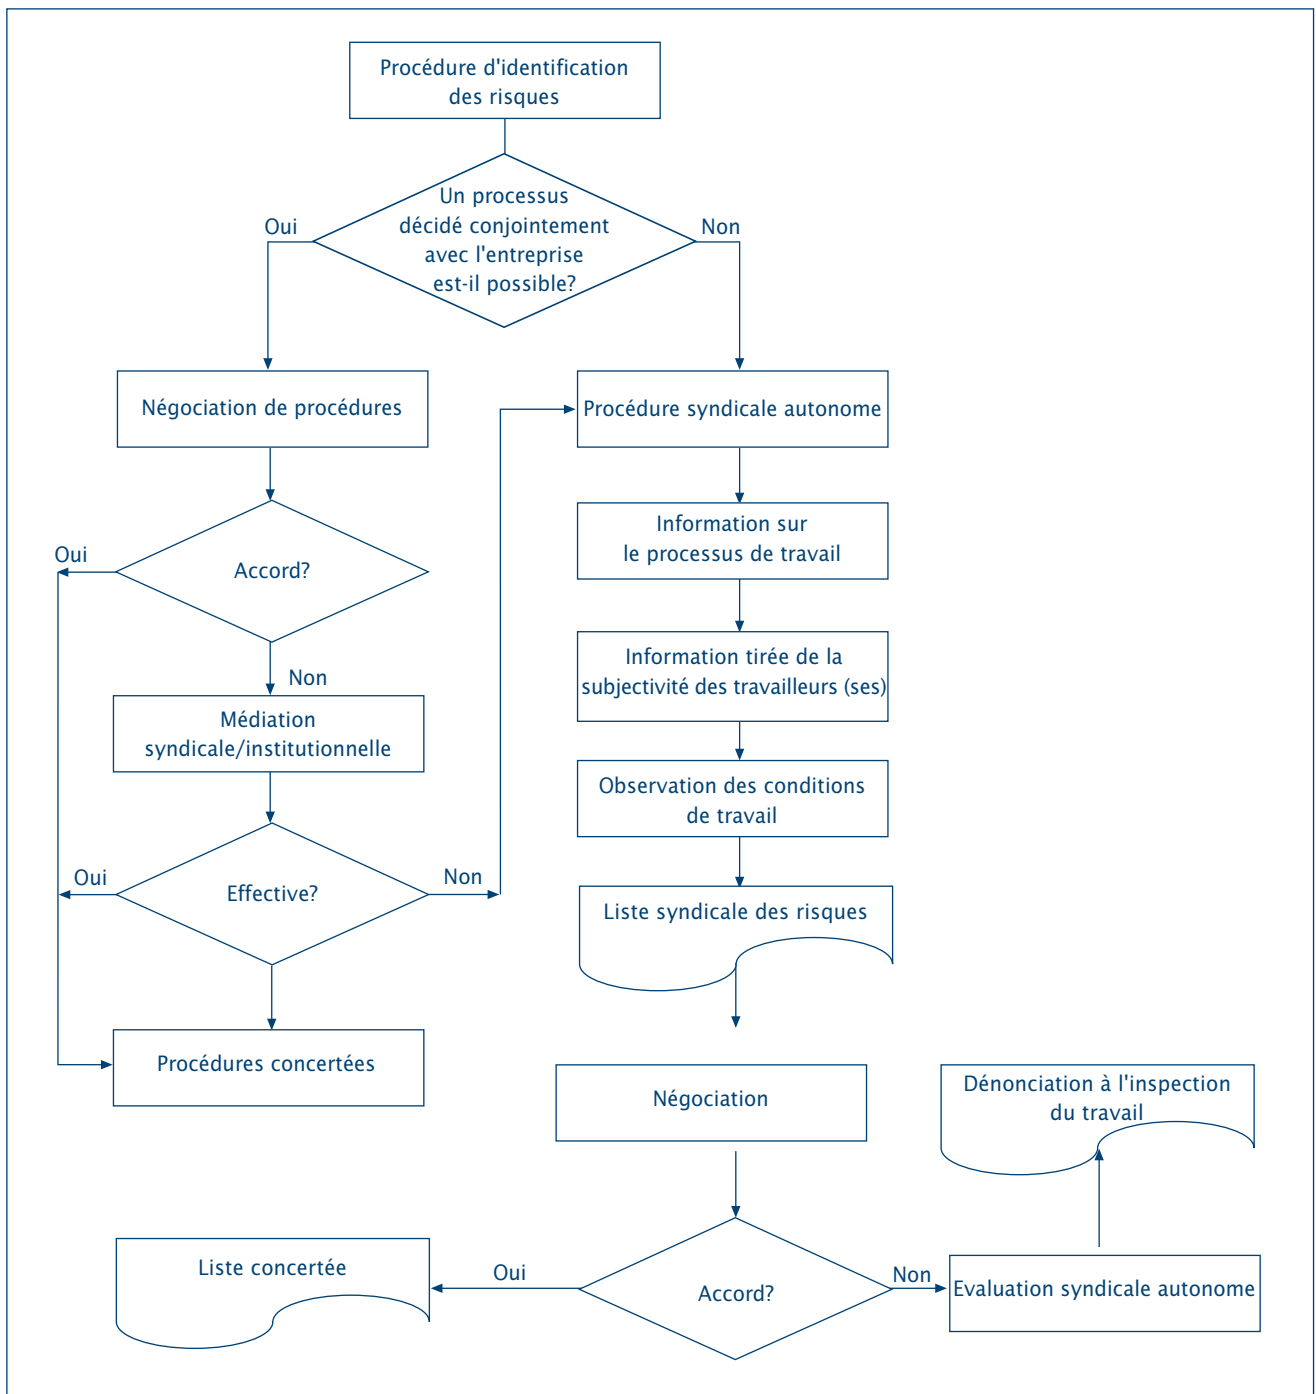 Procédure d'identification
des risques
Un processus
décidé conjointement
avec l'entreprise
est-il possible?
Oui
Non
Négociation de procédures
Procédure syndicale autonome
Accord?
Oui
Non
Information sur
le processus de travail
Information tirée de la
subjectivité des travailleurs (ses)
Médiation
syndicale/institutionnelle
Observation des conditions
de travail
Effective?
Oui
Non
Liste syndicale des risques
Procédures concertées
Négociation
Dénonciation à l'inspection
du travail
Liste concertée
Oui
Accord?
Non
Evaluation syndicale autonome